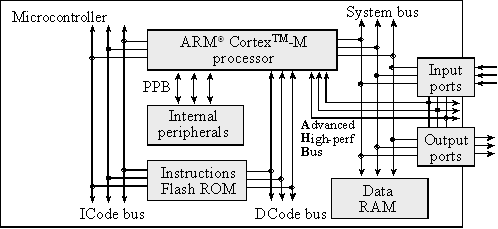 Microcontroller
System bus
ARM® Cortex™-M
processor
PPB
Input
ports
Internal
peripherals
Advanced
High-perf
Bus
Output
ports
Instructions
Flash ROM
Data
RAM
ICode bus
DCode bus